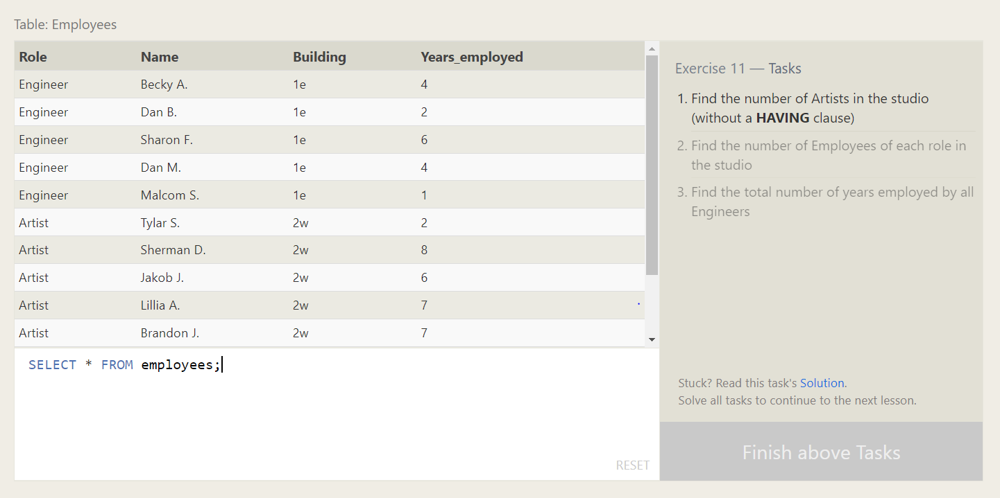 Table: Employees
Role Name Building Years_employed
Engineer Becky A. 1e 4
Engineer Dan B. 1e 2
Engineer Sharon F. 1e 6
Engineer Dan M. 1e 4
Engineer Malcom S. 1e 1
Artist Tylar S. 2w 2
Artist Sherman D. 2w 8
Artist Jakob J. 2w 6
Artist Lillia A. 2w 7
Artist Brandon J. 2w 7
SELECT * FROM employees;
RESET
Exercise 11 — Tasks
1. Find the number of Artists in the studio
(without a HAVING clause)
2. Find the number of Employees of each role in
the studio
3. Find the total number of years employed by all
Engineers
Stuck? Read this task's Solution.
Solve all tasks to continue to the next lesson.
Finish above Tasks